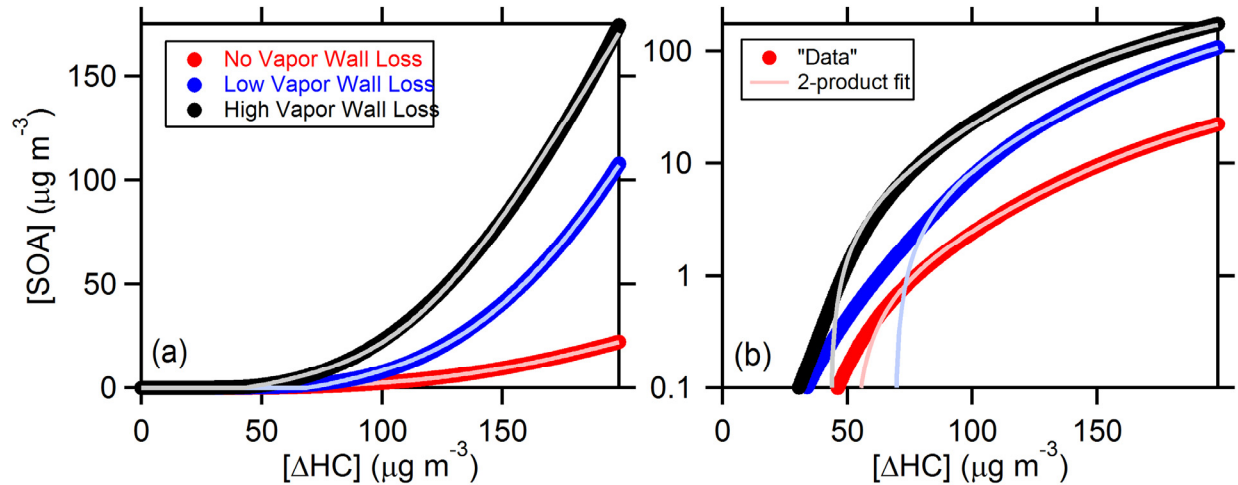 [SOA] (μg m⁻³)
150
100
50
0
No Vapor Wall Loss
Low Vapor Wall Loss
High Vapor Wall Loss
(a)
0 50 100 150
[ΔHC] (μg m⁻³)
100
10
1
0.1
"Data"
2-product fit
(b)
0 50 100 150
[ΔHC] (μg m⁻³)